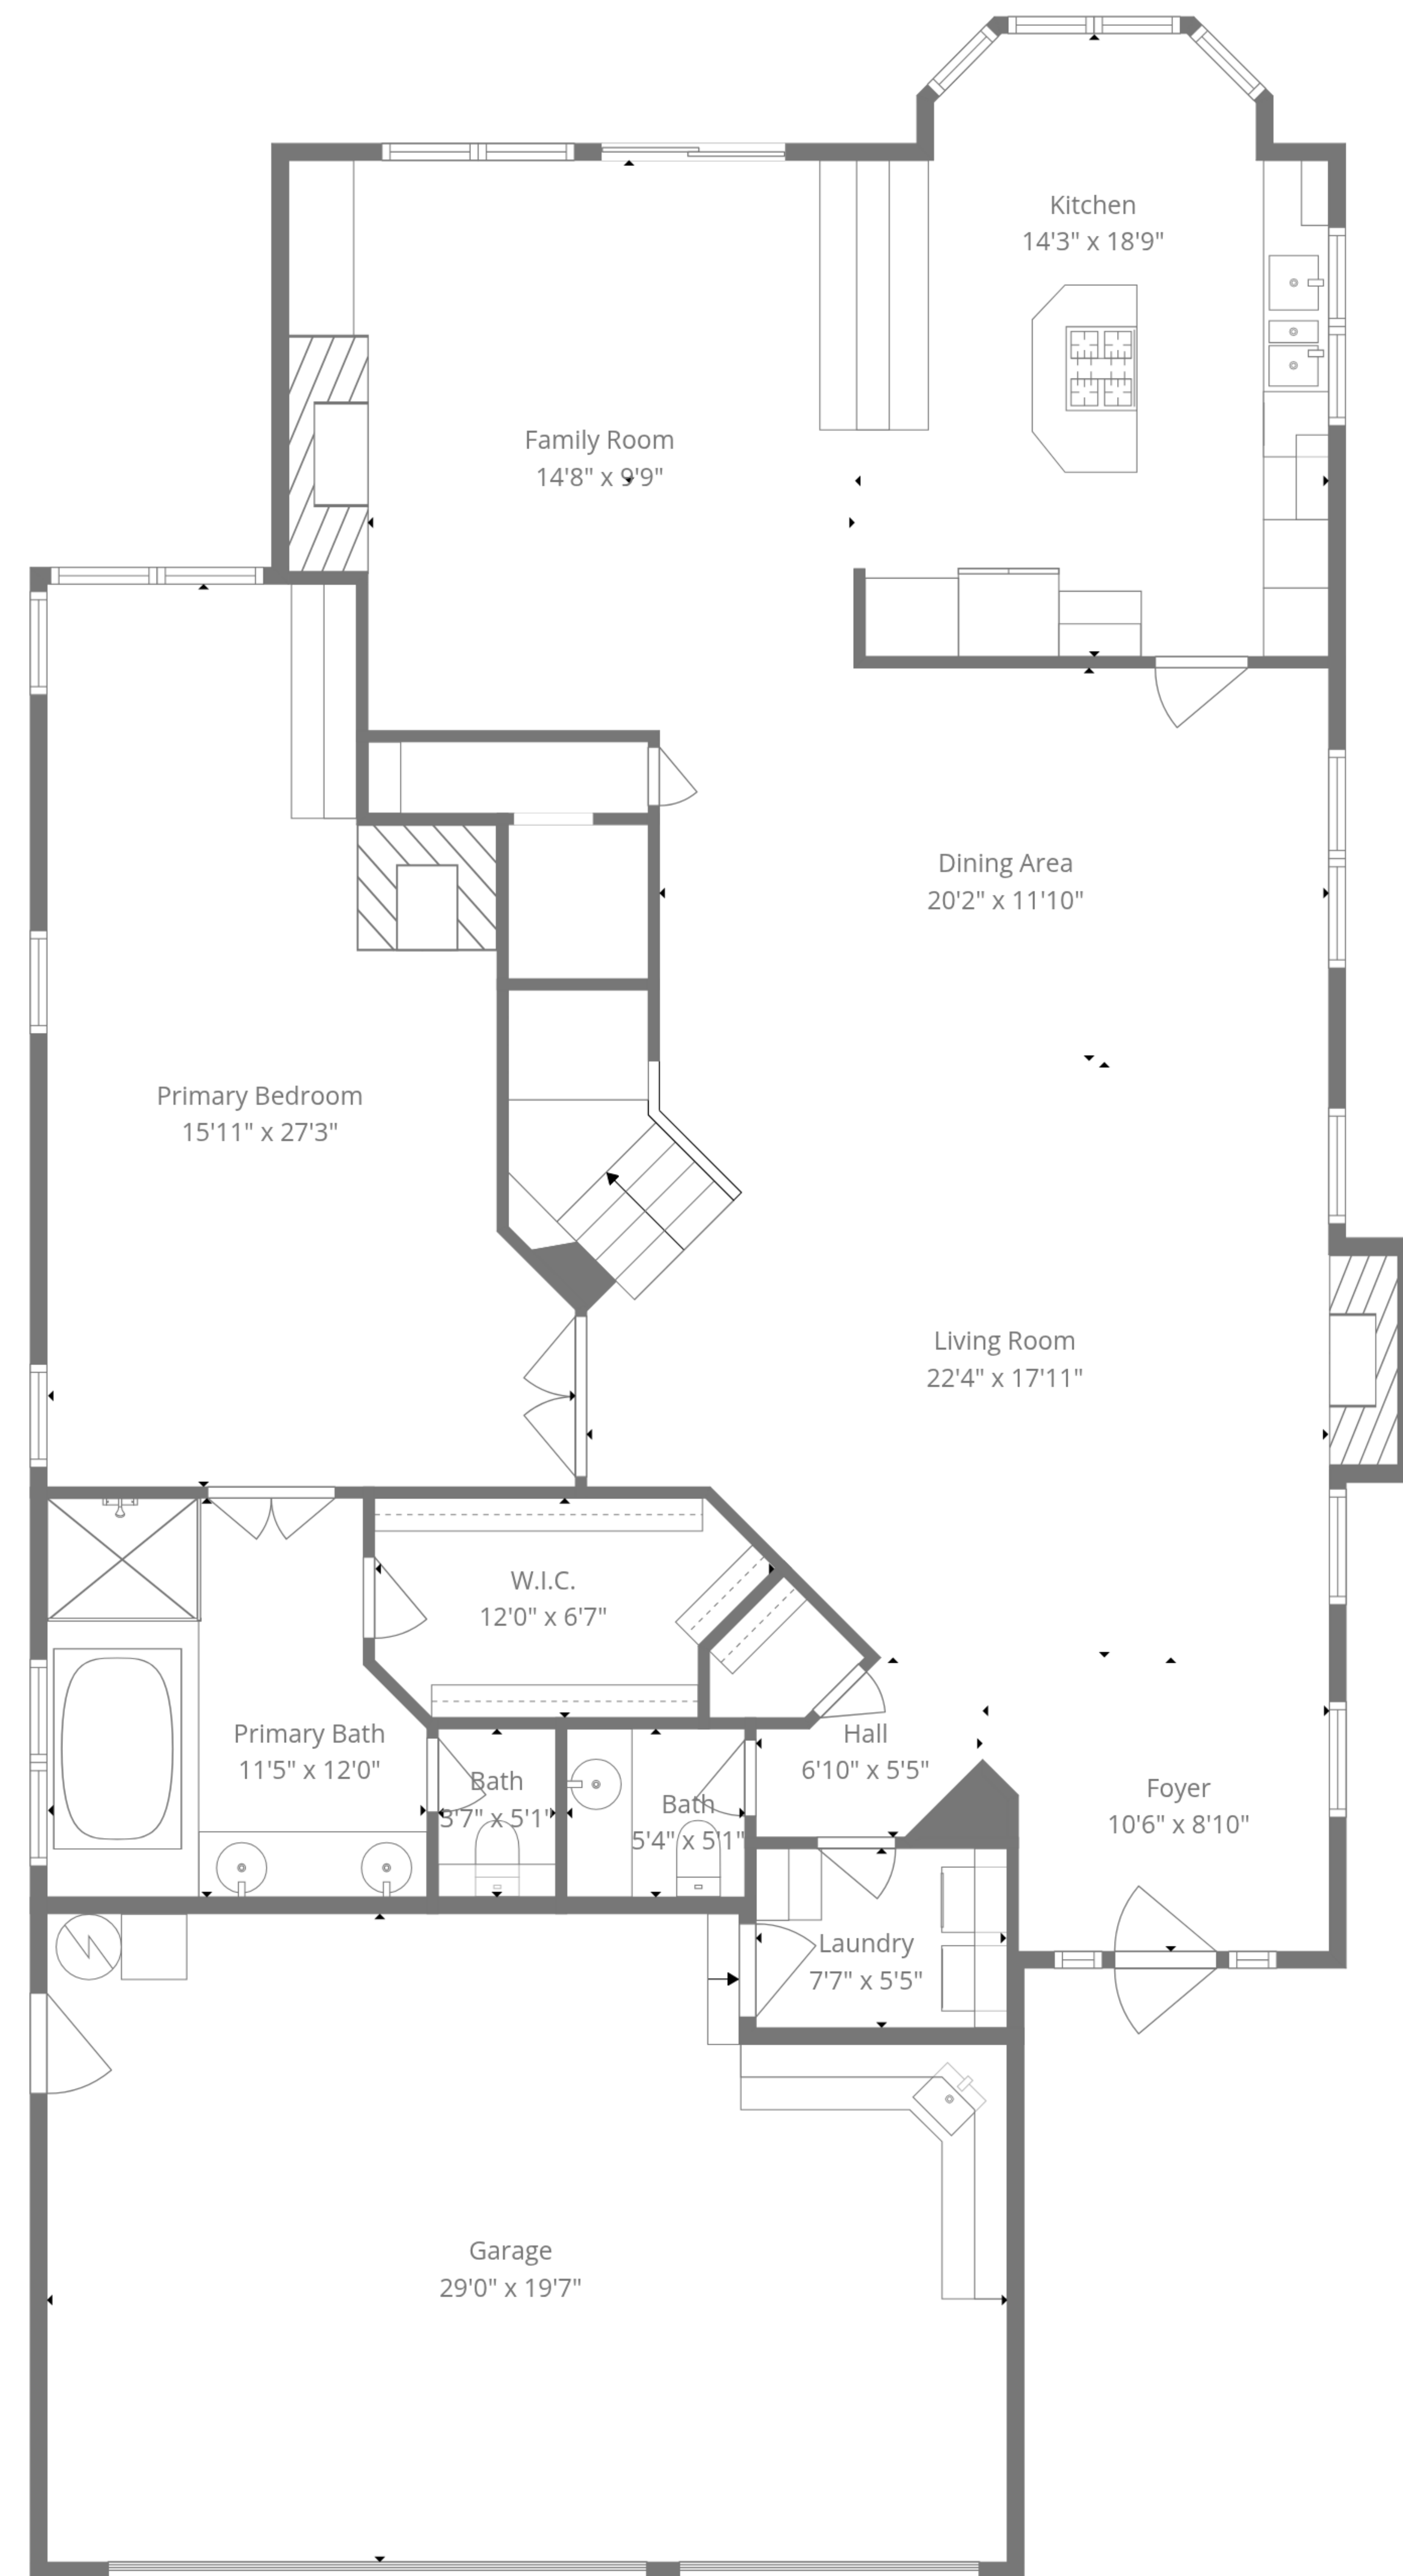 Kitchen
14'3" x 18'9"
Family Room
14'8" x 9'9"
Dining Area
20'2" x 11'10"
Primary Bedroom
15'11" x 27'3"
Living Room
22'4" x 17'11"
W.I.C.
12'0" x 6'7"
Primary Bath
11'5" x 12'0"
Bath
3'7" x 5'1"
Bath
5'4" x 5'1"
Hall
6'10" x 5'5"
Foyer
10'6" x 8'10"
Laundry
7'7" x 5'5"
Garage
29'0" x 19'7"